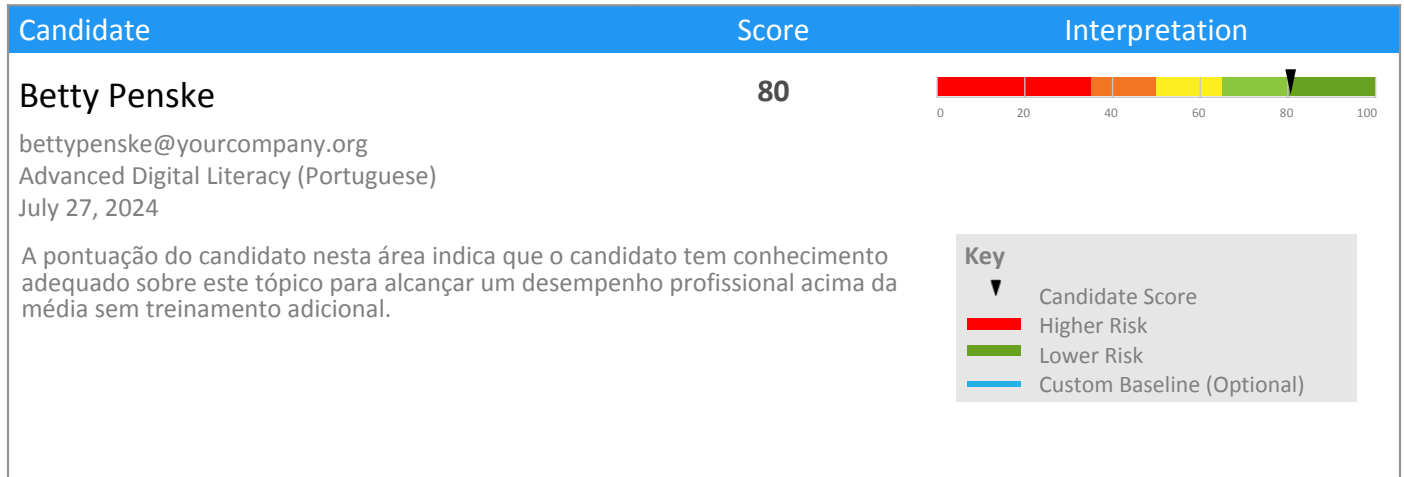 Candidate Score Interpretation
Betty Penske 80
0 20 40 60 80 100
bettypenske@yourcompany.org
Advanced Digital Literacy (Portuguese)
July 27, 2024
A pontuação do candidato nesta área indica que o candidato tem conhecimento
adequado sobre este tópico para alcançar um desempenho profissional acima da
média sem treinamento adicional.
Key
Candidate Score
Higher Risk
Lower Risk
Custom Baseline (Optional)